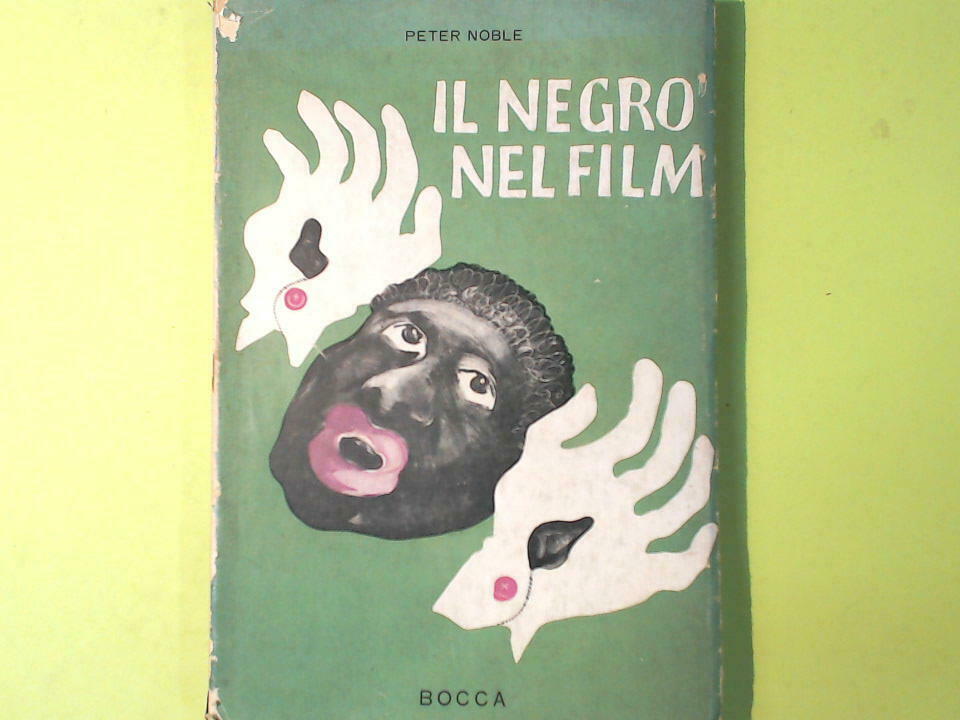 PETER NOBLE
IL NEGRO
NEL FILM
BOCCA